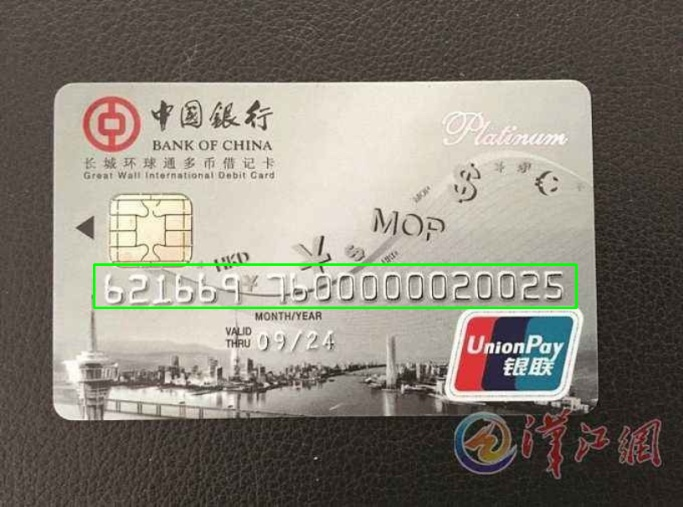 中国银行
BANK OF CHINA
长城环球通多币借记卡
Great Wall International Debit Card
Platinum
$
€
MOP
¥
$
HKD
621669 7600000020025
MONTH/YEAR
VALID THRU 09/24
UnionPay
银联
漢江網